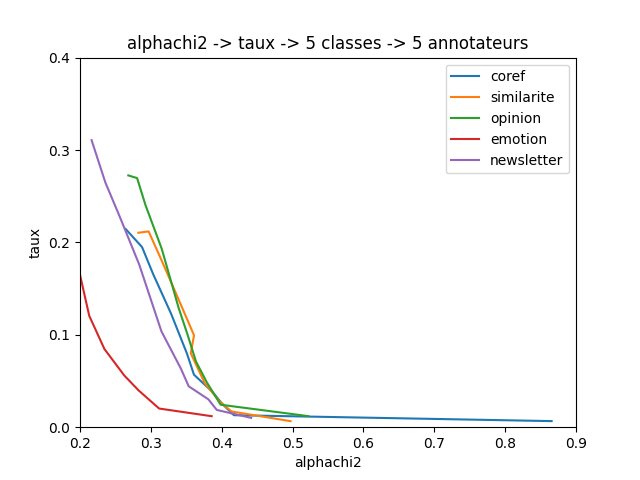 alphachi2 -> taux -> 5 classes -> 5 annotateurs
0.4
0.3
0.2
0.1
0.0
taux
coref
similarite
opinion
emotion
newsletter
0.2 0.3 0.4 0.5 0.6 0.7 0.8 0.9
alphachi2